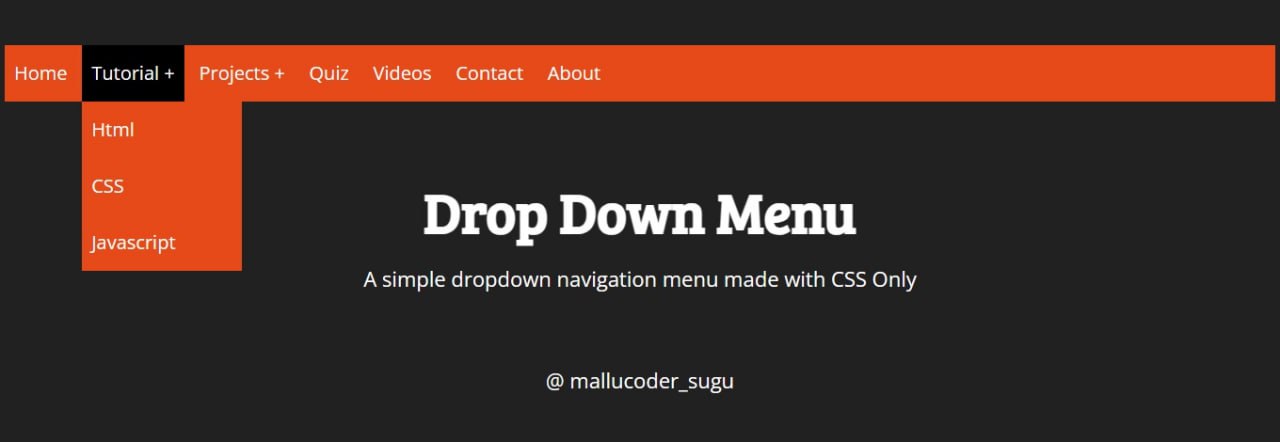 Home Tutorial + Projects + Quiz Videos Contact About
Html
CSS
Javascript
Drop Down Menu
A simple dropdown navigation menu made with CSS Only
@ mallucoder_sugu